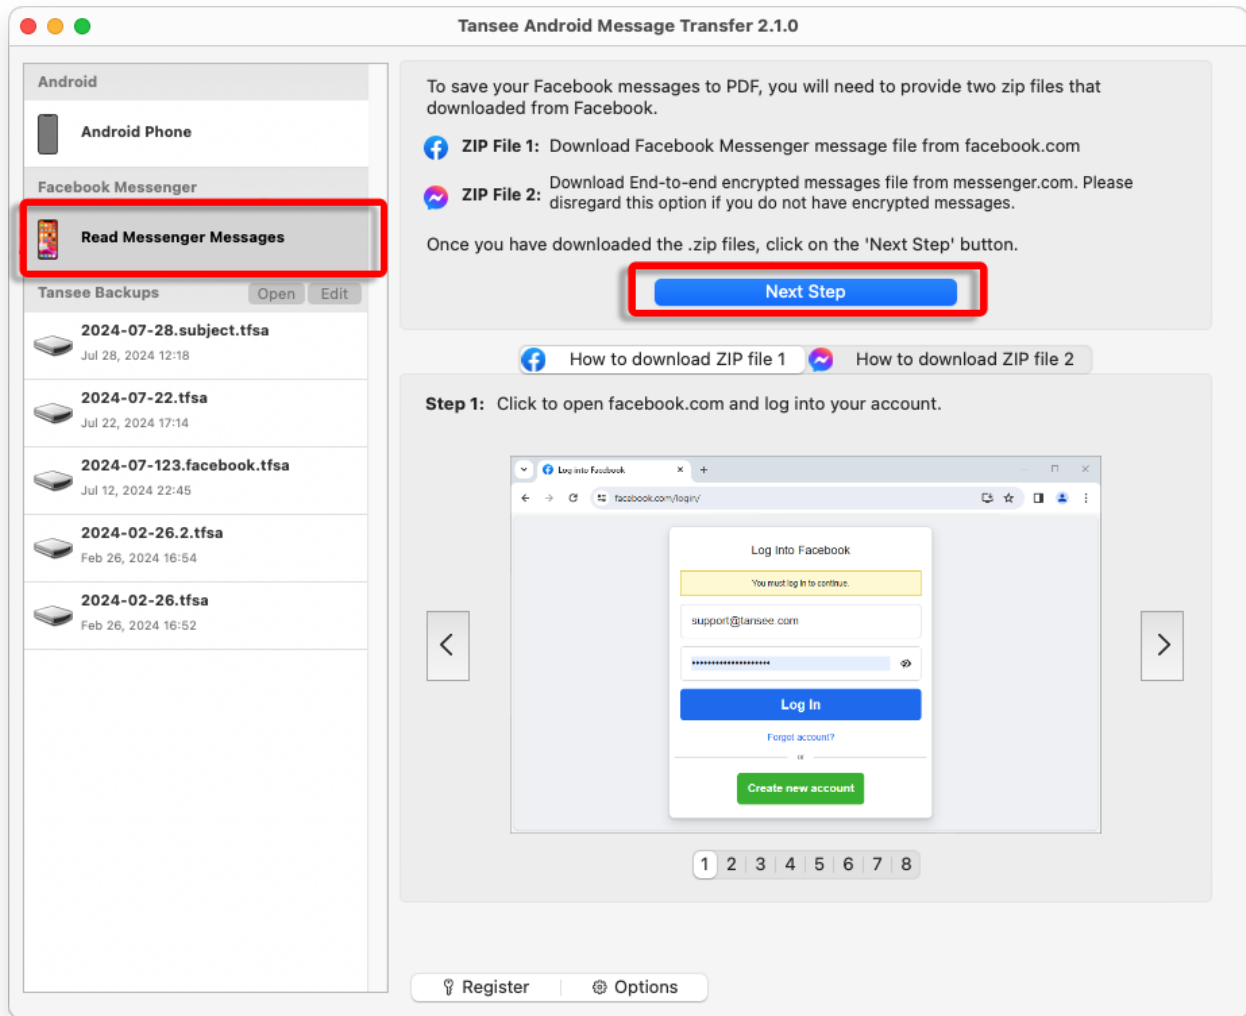 Tansee Android Message Transfer 2.1.0
Android
Android Phone
Facebook Messenger
Read Messenger Messages
Tansee Backups
Open
Edit
2024-07-28.subject.tfsa
Jul 28, 2024 12:18
2024-07-22.tfsa
Jul 22, 2024 17:14
2024-07-123.facebook.tfsa
Jul 12, 2024 22:45
2024-02-26.2.tfsa
Feb 26, 2024 16:54
2024-02-26.tfsa
Feb 26, 2024 16:52
To save your Facebook messages to PDF, you will need to provide two zip files that
downloaded from Facebook.
ZIP File 1: Download Facebook Messenger message file from facebook.com
ZIP File 2: Download End-to-end encrypted messages file from messenger.com. Please
disregard this option if you do not have encrypted messages.
Once you have downloaded the .zip files, click on the 'Next Step' button.
Next Step
How to download ZIP file 1
How to download ZIP file 2
Step 1: Click to open facebook.com and log into your account.
Log into Facebook
facebook.com/login/
Log Into Facebook
You must log in to continue.
support@tansee.com
Log In
Forgot account?
or
Create new account
1 2 3 4 5 6 7 8
Register
Options